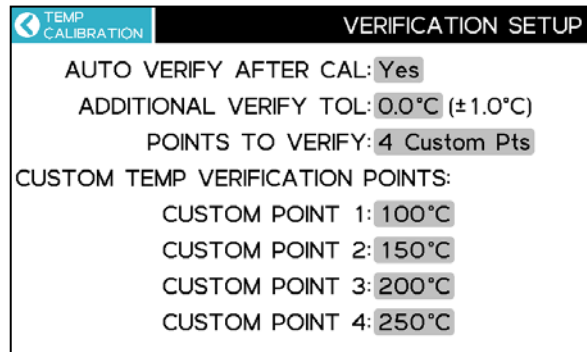 TEMP
CALIBRATION
VERIFICATION SETUP
AUTO VERIFY AFTER CAL: Yes
ADDITIONAL VERIFY TOL: 0.0°C (±1.0°C)
POINTS TO VERIFY: 4 Custom Pts
CUSTOM TEMP VERIFICATION POINTS:
CUSTOM POINT 1: 100°C
CUSTOM POINT 2: 150°C
CUSTOM POINT 3: 200°C
CUSTOM POINT 4: 250°C